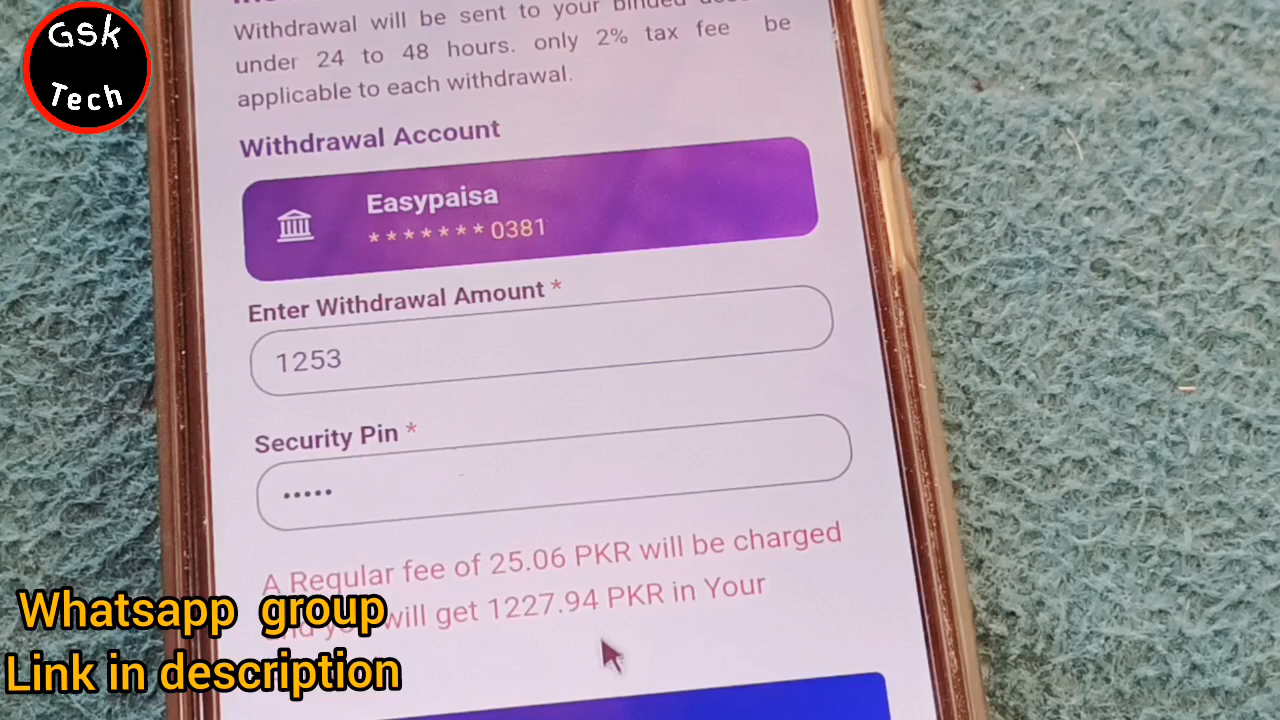 GSK
Tech
Withdrawal will be sent to your binded
under 24 to 48 hours. only 2% tax fee be
applicable to each withdrawal.
Withdrawal Account
Easypaisa
*******0381
Enter Withdrawal Amount *
1253
Security Pin *
•••••
A Regular fee of 25.06 PKR will be charged
will get 1227.94 PKR in Your
Whatsapp group
Link in description